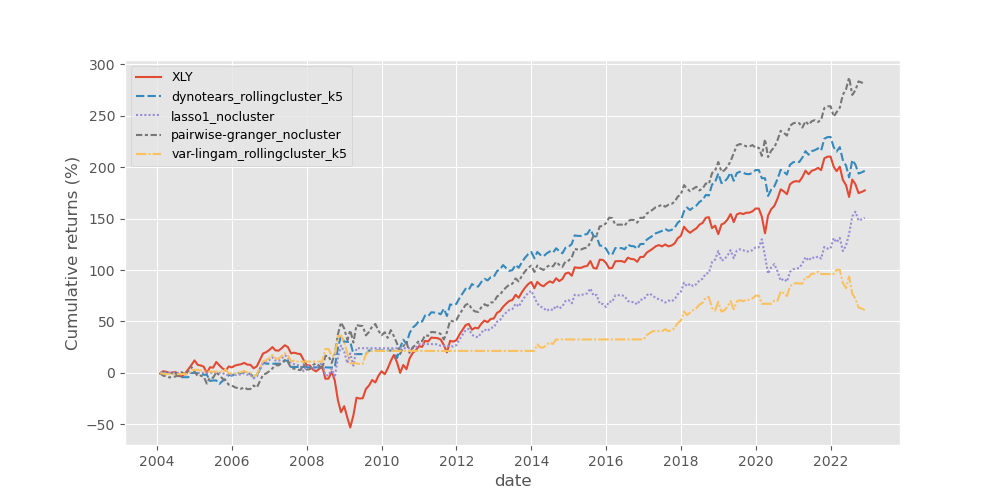 300
250
200
150
100
50
0
−50
Cumulative returns (%)
XLY
dynotears_rollingcluster_k5
lasso1_nocluster
pairwise-granger_nocluster
var-lingam_rollingcluster_k5
2004 2006 2008 2010 2012 2014 2016 2018 2020 2022
date